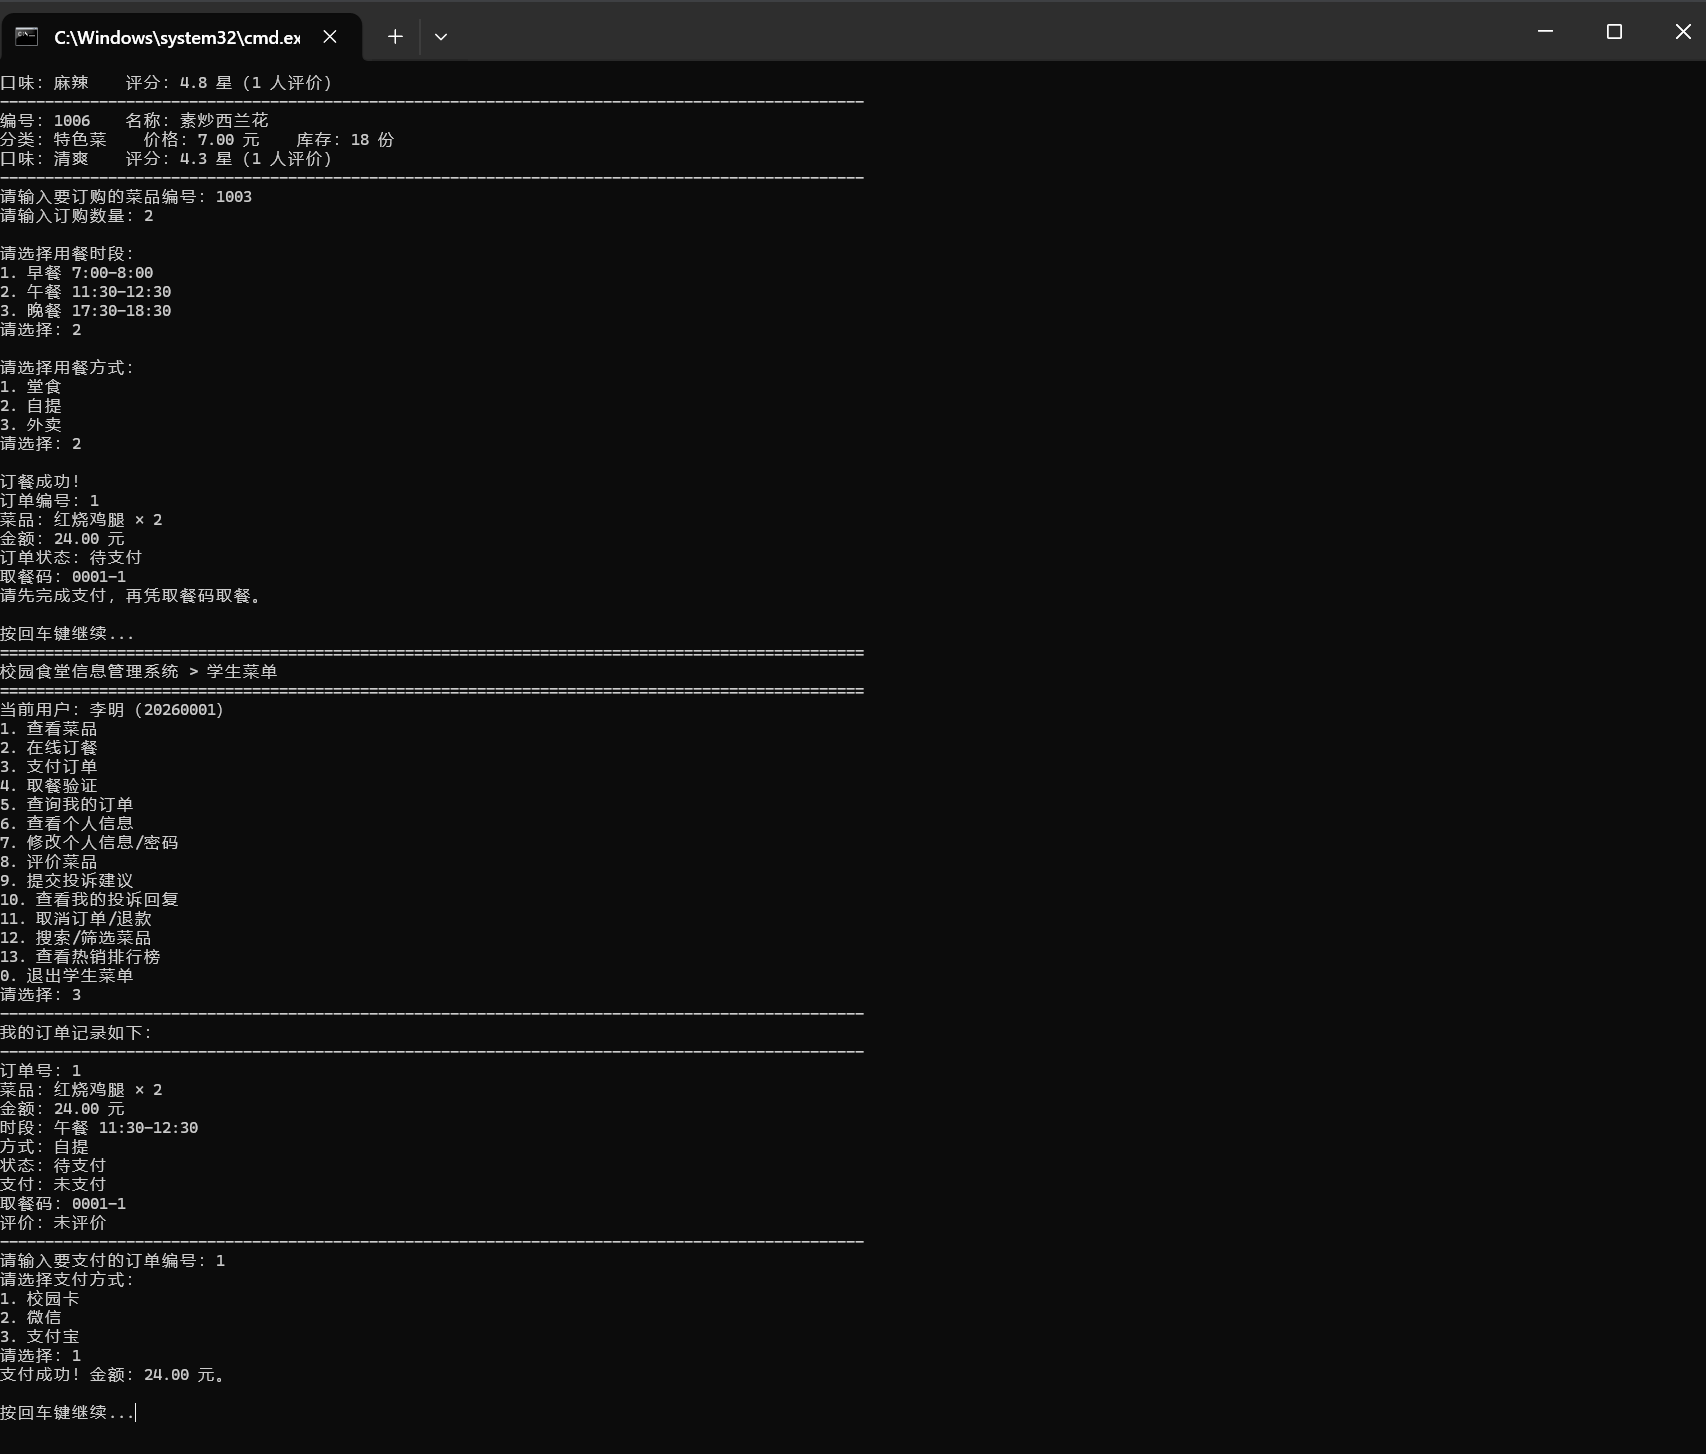 C:\Windows\system32\cmd.ex
口味: 麻辣    评分: 4.8 星 (1 人评价)
------------------------------------------------------------------------------------------------
编号: 1006    名称: 素炒西兰花
分类: 特色菜    价格: 7.00 元    库存: 18 份
口味: 清爽    评分: 4.3 星 (1 人评价)
------------------------------------------------------------------------------------------------
请输入要订购的菜品编号: 1003
请输入订购数量: 2

请选择用餐时段:
1. 早餐 7:00-8:00
2. 午餐 11:30-12:30
3. 晚餐 17:30-18:30
请选择: 2

请选择用餐方式:
1. 堂食
2. 自提
3. 外卖
请选择: 2

订餐成功!
订单编号: 1
菜品: 红烧鸡腿 × 2
金额: 24.00 元
订单状态: 待支付
取餐码: 0001-1
请先完成支付, 再凭取餐码取餐。

按回车键继续...
================================================================================================
校园食堂信息管理系统 > 学生菜单
================================================================================================
当前用户: 李明 (20260001)
1. 查看菜品
2. 在线订餐
3. 支付订单
4. 取餐验证
5. 查询我的订单
6. 查看个人信息
7. 修改个人信息/密码
8. 评价菜品
9. 提交投诉建议
10. 查看我的投诉回复
11. 取消订单/退款
12. 搜索/筛选菜品
13. 查看热销排行榜
0. 退出学生菜单
请选择: 3
------------------------------------------------------------------------------------------------
我的订单记录如下:
------------------------------------------------------------------------------------------------
订单号: 1
菜品: 红烧鸡腿 × 2
金额: 24.00 元
时段: 午餐 11:30-12:30
方式: 自提
状态: 待支付
支付: 未支付
取餐码: 0001-1
评价: 未评价
------------------------------------------------------------------------------------------------
请输入要支付的订单编号: 1
请选择支付方式:
1. 校园卡
2. 微信
3. 支付宝
请选择: 1
支付成功! 金额: 24.00 元。

按回车键继续...